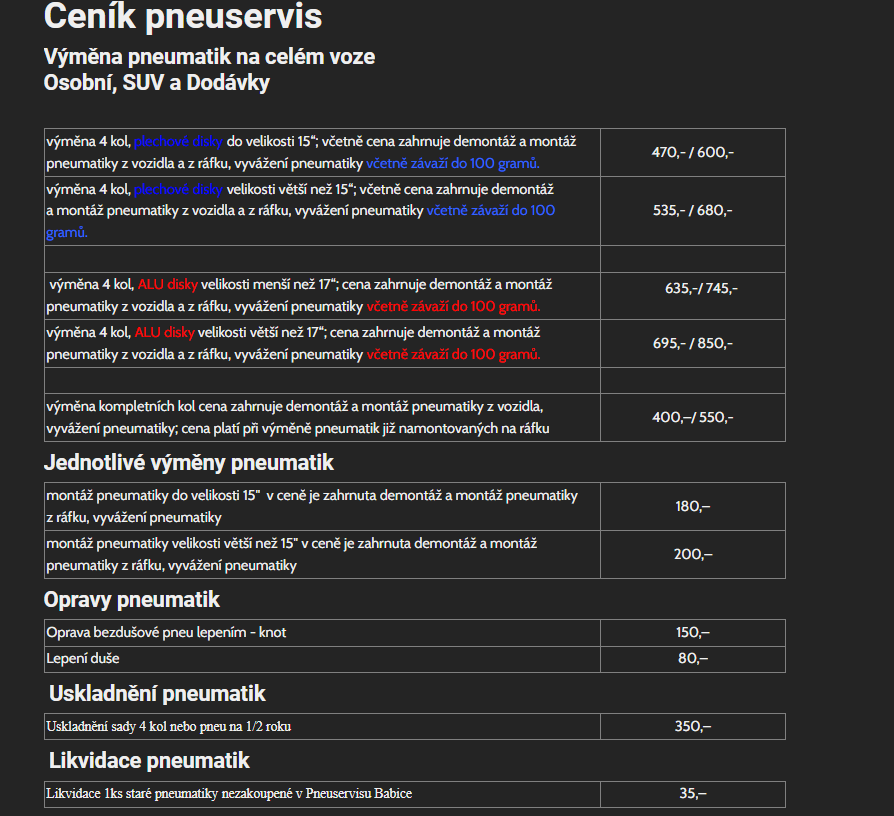 Ceník pneuservis
Výměna pneumatik na celém voze
Osobní, SUV a Dodávky
výměna 4 kol, plechové disky do velikosti 15“; včetně cena zahrnuje demontáž a montáž
pneumatiky z vozidla a z ráfku, vyvážení pneumatiky včetně závaží do 100 gramů.
470,- / 600,-
výměna 4 kol, plechové disky velikosti větší než 15“; včetně cena zahrnuje demontáž
a montáž pneumatiky z vozidla a z ráfku, vyvážení pneumatiky včetně závaží do 100
gramů.
535,- / 680,-
výměna 4 kol, ALU disky velikosti menší než 17“; cena zahrnuje demontáž a montáž
pneumatiky z vozidla a z ráfku, vyvážení pneumatiky včetně závaží do 100 gramů.
635,-/ 745,-
výměna 4 kol, ALU disky velikosti větší než 17“; cena zahrnuje demontáž a montáž
pneumatiky z vozidla a z ráfku, vyvážení pneumatiky včetně závaží do 100 gramů.
695,- / 850,-
výměna kompletních kol cena zahrnuje demontáž a montáž pneumatiky z vozidla,
vyvážení pneumatiky; cena platí při výměně pneumatik již namontovaných na ráfku
400,–/ 550,-
Jednotlivé výměny pneumatik
montáž pneumatiky do velikosti 15" v ceně je zahrnuta demontáž a montáž pneumatiky
z ráfku, vyvážení pneumatiky
180,–
montáž pneumatiky velikosti větší než 15" v ceně je zahrnuta demontáž a montáž
pneumatiky z ráfku, vyvážení pneumatiky
200,–
Opravy pneumatik
Oprava bezdušové pneu lepením - knot
150,–
Lepení duše
80,–
Uskladnění pneumatik
Uskladnění sady 4 kol nebo pneu na 1/2 roku
350,–
Likvidace pneumatik
Likvidace 1ks staré pneumatiky nezakoupené v Pneuservisu Babice
35,–